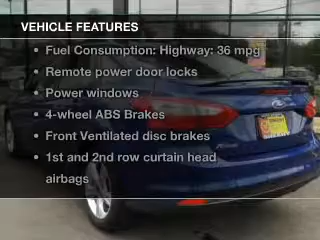 VEHICLE FEATURES
• Fuel Consumption: Highway: 36 mpg
• Remote power door locks
• Power windows
• 4-wheel ABS Brakes
• Front Ventilated disc brakes
• 1st and 2nd row curtain head
airbags